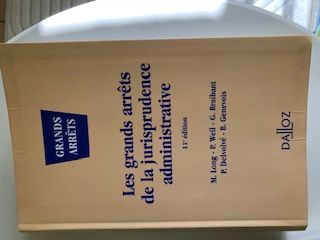 GRANDS
ARRÊTS
Les grands arrêts
de la jurisprudence
administrative
11e édition
M. Long - P. Weil - G. Braibant
P. Delvolvé - B. Genevois
DALLOZ